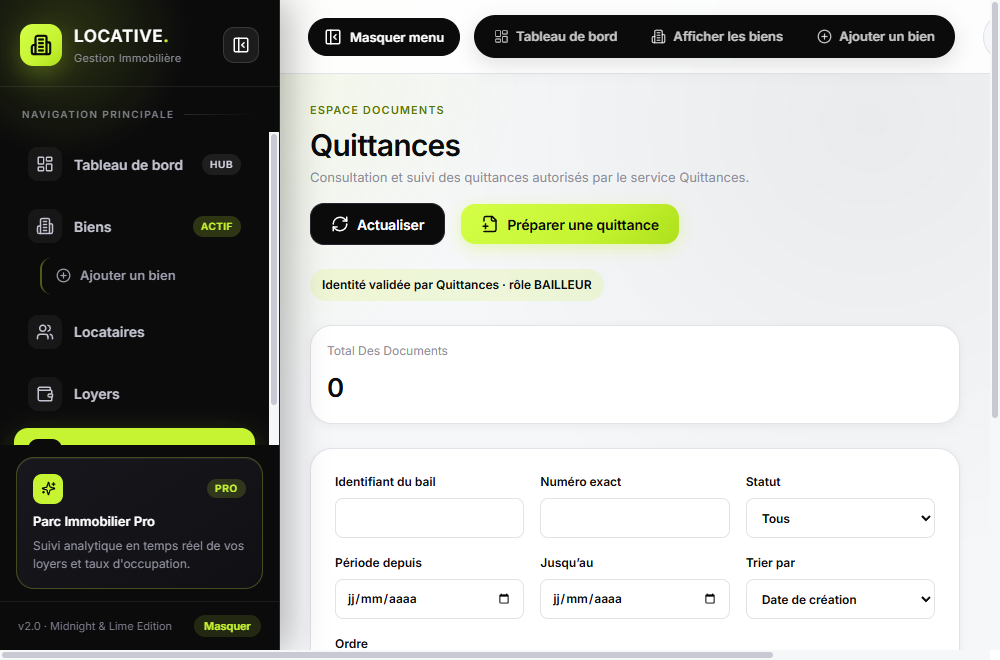 LOCATIVE.
Gestion Immobilière
NAVIGATION PRINCIPALE
Tableau de bord HUB
Biens ACTIF
Ajouter un bien
Locataires
Loyers
PRO
Parc Immobilier Pro
Suivi analytique en temps réel de vos
loyers et taux d'occupation.
v2.0 · Midnight & Lime Edition Masquer
Masquer menu Tableau de bord Afficher les biens Ajouter un bien
ESPACE DOCUMENTS
Quittances
Consultation et suivi des quittances autorisés par le service Quittances.
Actualiser Préparer une quittance
Identité validée par Quittances · rôle BAILLEUR
Total Des Documents
0
Identifiant du bail Numéro exact Statut
Tous
Période depuis Jusqu’au Trier par
jj/mm/aaaa jj/mm/aaaa Date de création
Ordre